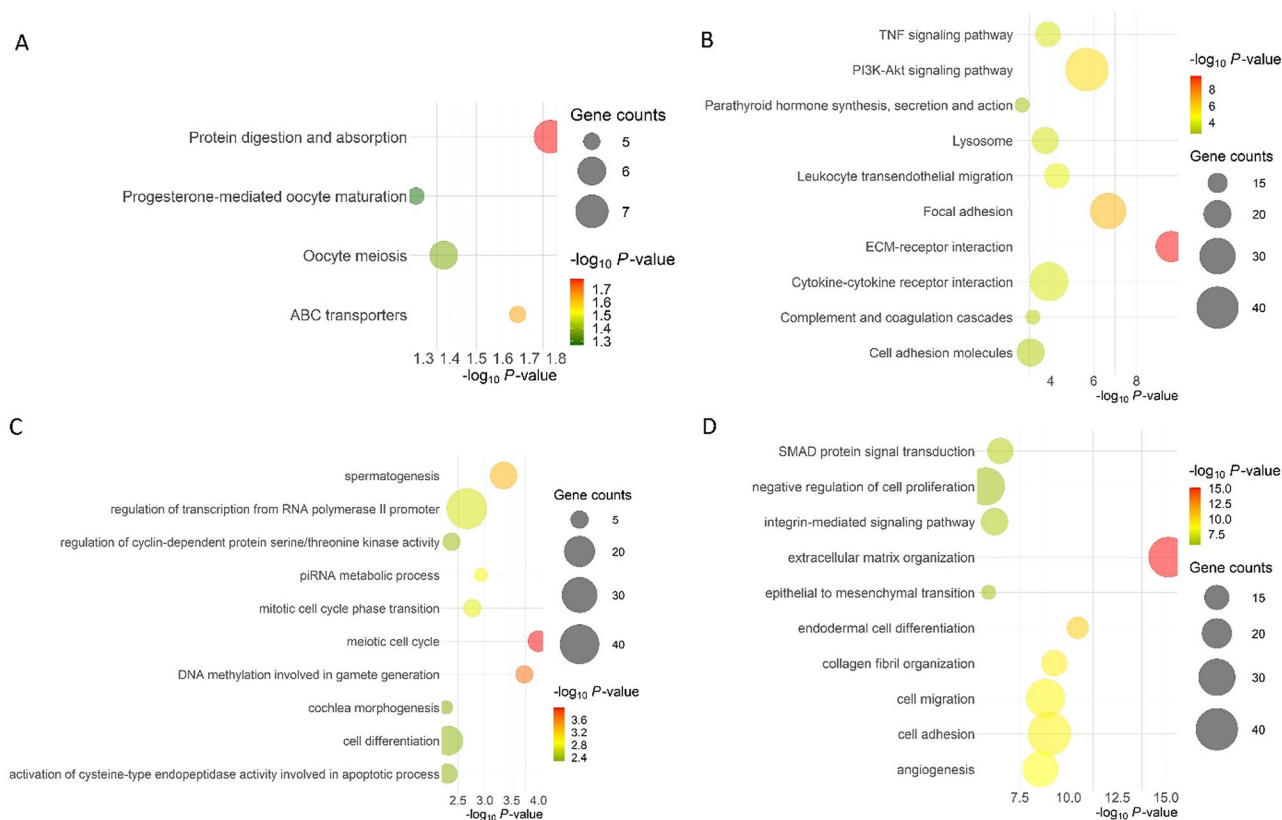 A
Protein digestion and absorption
Progesterone-mediated oocyte maturation
Oocyte meiosis
ABC transporters
1.3 1.4 1.5 1.6 1.7 1.8
-log10 P-value
Gene counts
5
6
7
-log10 P-value
1.7
1.6
1.5
1.4
1.3
B
TNF signaling pathway
PI3K-Akt signaling pathway
Parathyroid hormone synthesis, secretion and action
Lysosome
Leukocyte transendothelial migration
Focal adhesion
ECM-receptor interaction
Cytokine-cytokine receptor interaction
Complement and coagulation cascades
Cell adhesion molecules
4 6 8
-log10 P-value
-log10 P-value
8
6
4
Gene counts
15
20
30
40
C
spermatogenesis
regulation of transcription from RNA polymerase II promoter
regulation of cyclin-dependent protein serine/threonine kinase activity
piRNA metabolic process
mitotic cell cycle phase transition
meiotic cell cycle
DNA methylation involved in gamete generation
cochlea morphogenesis
cell differentiation
activation of cysteine-type endopeptidase activity involved in apoptotic process
2.5 3.0 3.5 4.0
-log10 P-value
Gene counts
5
20
30
40
-log10 P-value
3.6
3.2
2.8
2.4
D
SMAD protein signal transduction
negative regulation of cell proliferation
integrin-mediated signaling pathway
extracellular matrix organization
epithelial to mesenchymal transition
endodermal cell differentiation
collagen fibril organization
cell migration
cell adhesion
angiogenesis
7.5 10.0 12.5 15.0
-log10 P-value
-log10 P-value
15.0
12.5
10.0
7.5
Gene counts
15
20
30
40